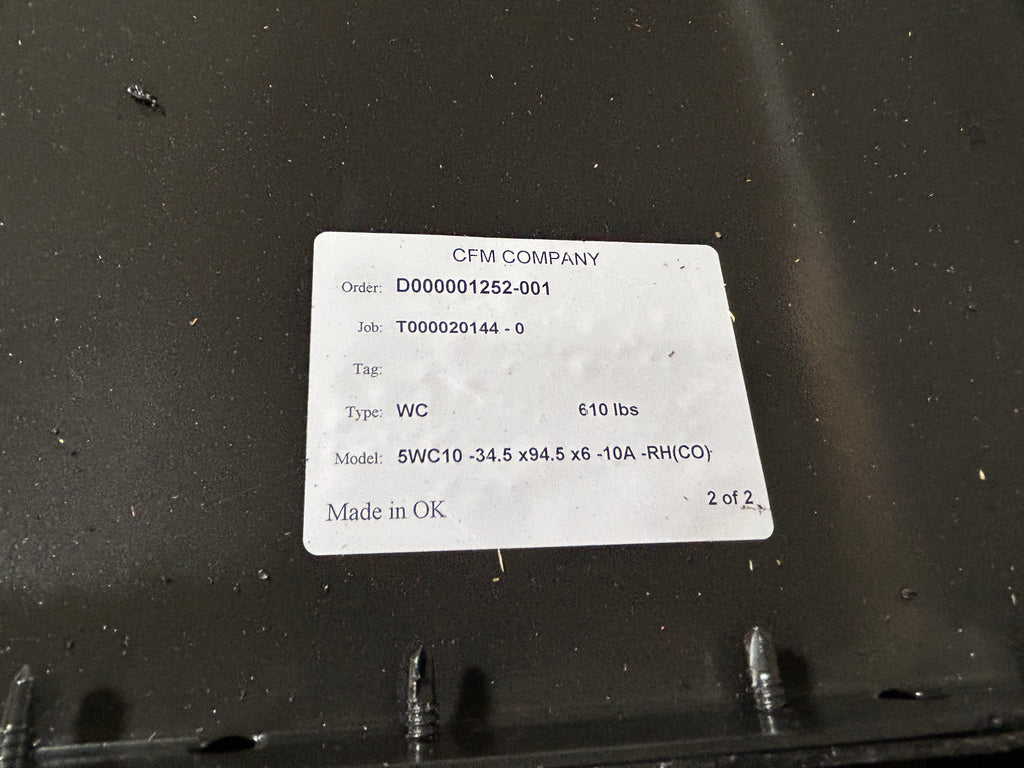 CFM COMPANY
Order: D000001252-001
Job: T000020144 - 0
Tag:
Type: WC 610 lbs
Model: 5WC10 -34.5 x94.5 x6 -10A -RH(CO)
Made in OK 2 of 2